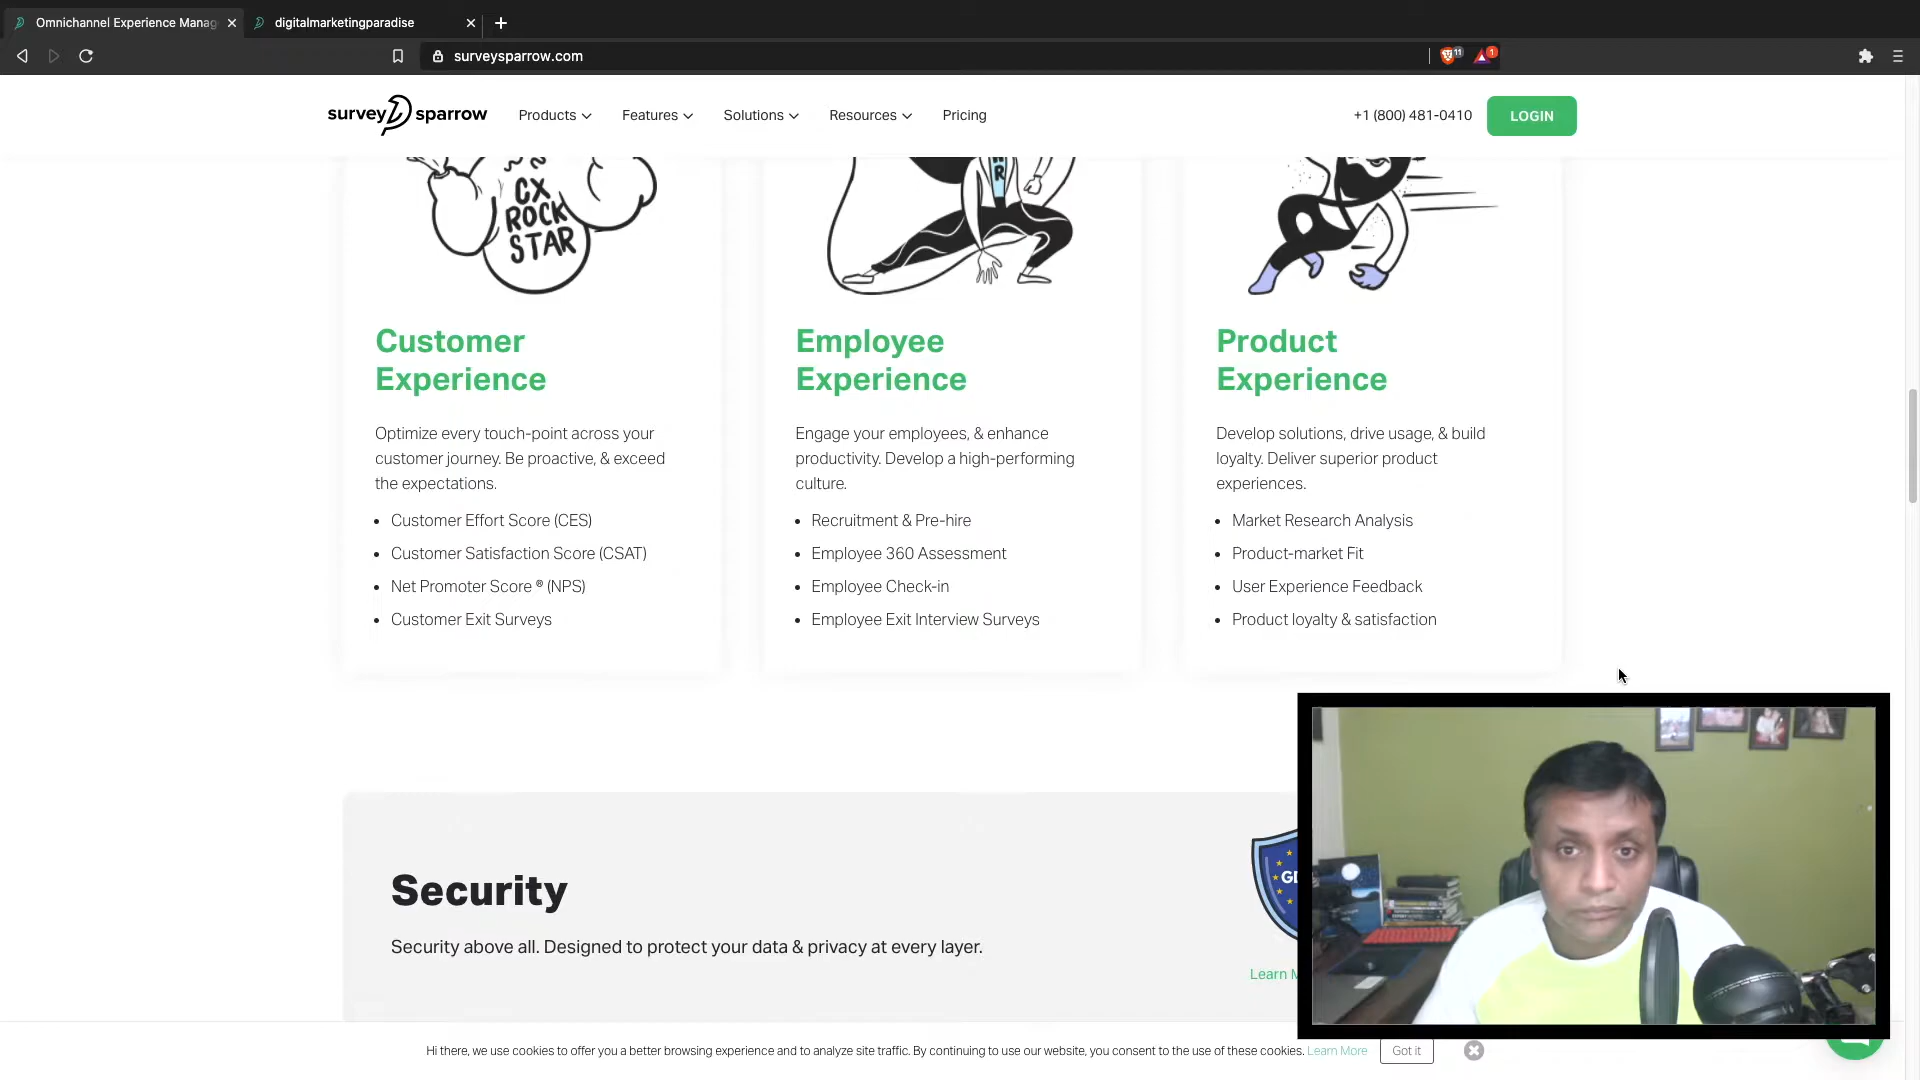 Omnichannel Experience Manag
digitalmarketingparadise
surveysparrow.com
11
1
survey sparrow
Products
Features
Solutions
Resources
Pricing
+1 (800) 481-0410
LOGIN
CX
ROCK
STAR
R
Customer
Experience
Optimize every touch-point across your
customer journey. Be proactive, & exceed
the expectations.
• Customer Effort Score (CES)
• Customer Satisfaction Score (CSAT)
• Net Promoter Score ® (NPS)
• Customer Exit Surveys
Employee
Experience
Engage your employees, & enhance
productivity. Develop a high-performing
culture.
• Recruitment & Pre-hire
• Employee 360 Assessment
• Employee Check-in
• Employee Exit Interview Surveys
Product
Experience
Develop solutions, drive usage, & build
loyalty. Deliver superior product
experiences.
• Market Research Analysis
• Product-market Fit
• User Experience Feedback
• Product loyalty & satisfaction
Security
Security above all. Designed to protect your data & privacy at every layer.
GD
Learn M
Hi there, we use cookies to offer you a better browsing experience and to analyze site traffic. By continuing to use our website, you consent to the use of these cookies. Learn More
Got it